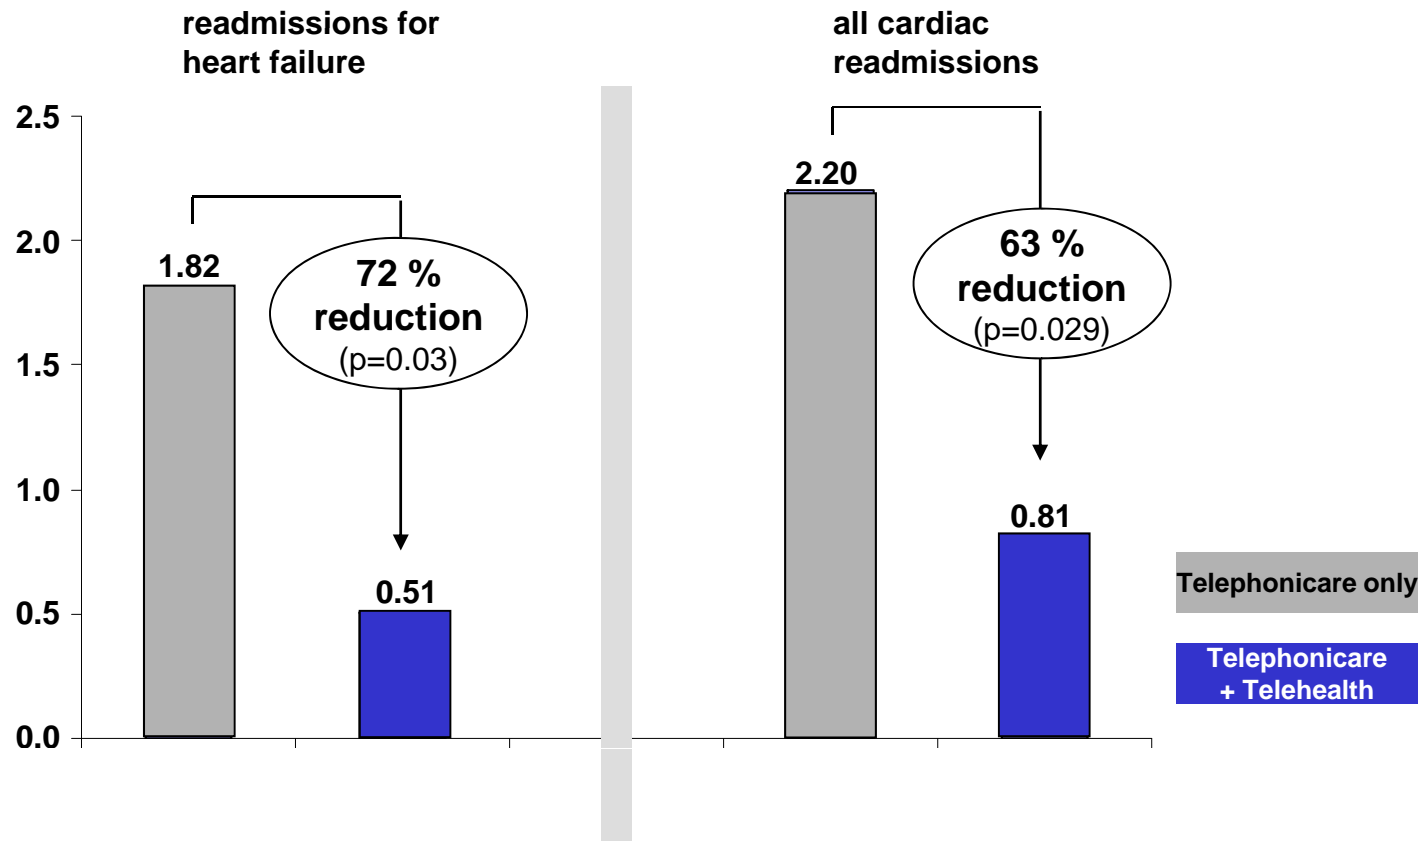 readmissions for
heart failure
all cardiac
readmissions
2.5
2.0
1.5
1.0
0.5
0.0
1.82
72 %
reduction
(p=0.03)
0.51
2.20
63 %
reduction
(p=0.029)
0.81
Telephonicare only
Telephonicare
+ Telehealth